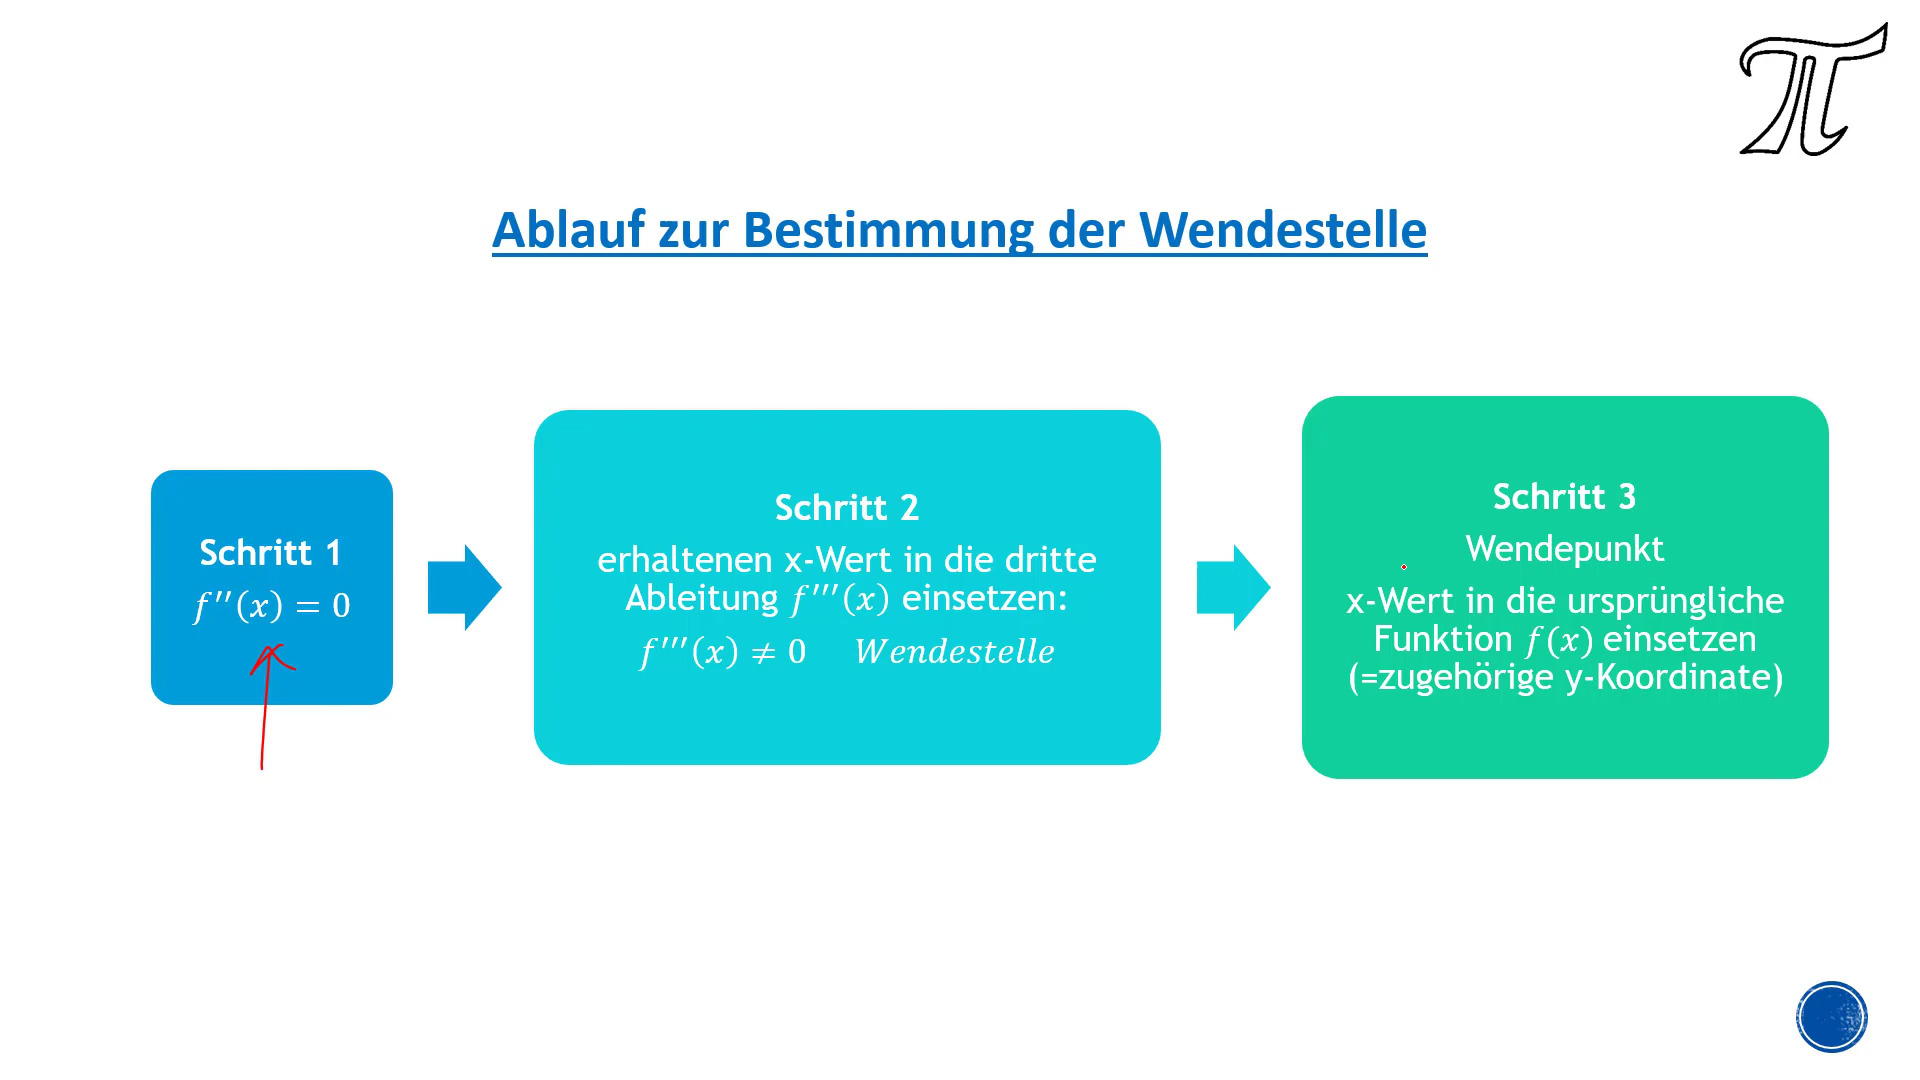 π
Ablauf zur Bestimmung der Wendestelle
Schritt 1
f''(x) = 0
Schritt 2
erhaltenen x-Wert in die dritte
Ableitung f'''(x) einsetzen:
f'''(x) ≠ 0 Wendestelle
Schritt 3
Wendepunkt
x-Wert in die ursprüngliche
Funktion f(x) einsetzen
(=zugehörige y-Koordinate)